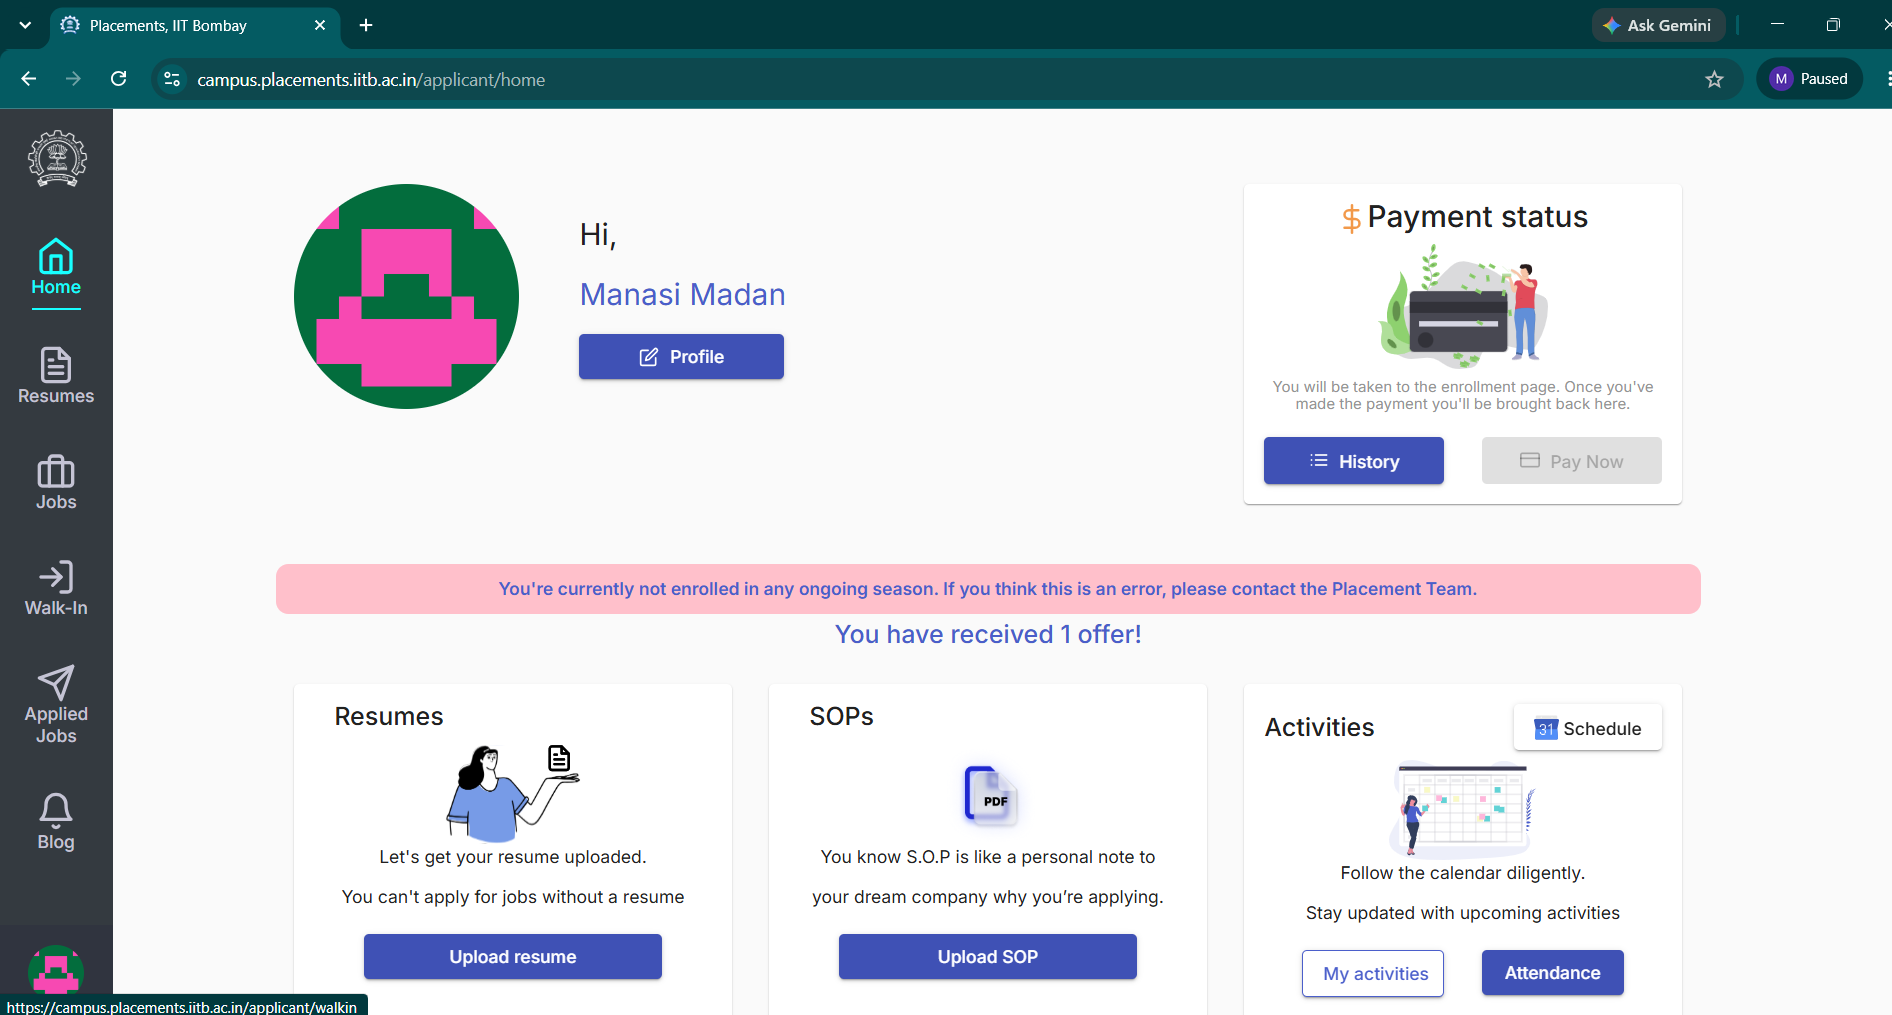 Placements, IIT Bombay
Ask Gemini
campus.placements.iitb.ac.in/applicant/home
M
Paused
Home
Resumes
Jobs
Walk-In
Applied
Jobs
Blog
Hi,
Manasi Madan
Profile
$ Payment status
You will be taken to the enrollment page. Once you've
made the payment you'll be brought back here.
History
Pay Now
You're currently not enrolled in any ongoing season. If you think this is an error, please contact the Placement Team.
You have received 1 offer!
Resumes
Let's get your resume uploaded.
You can't apply for jobs without a resume
Upload resume
SOPs
PDF
You know S.O.P is like a personal note to
your dream company why you’re applying.
Upload SOP
Activities
31 Schedule
Follow the calendar diligently.
Stay updated with upcoming activities
My activities
Attendance
https://campus.placements.iitb.ac.in/applicant/walkin